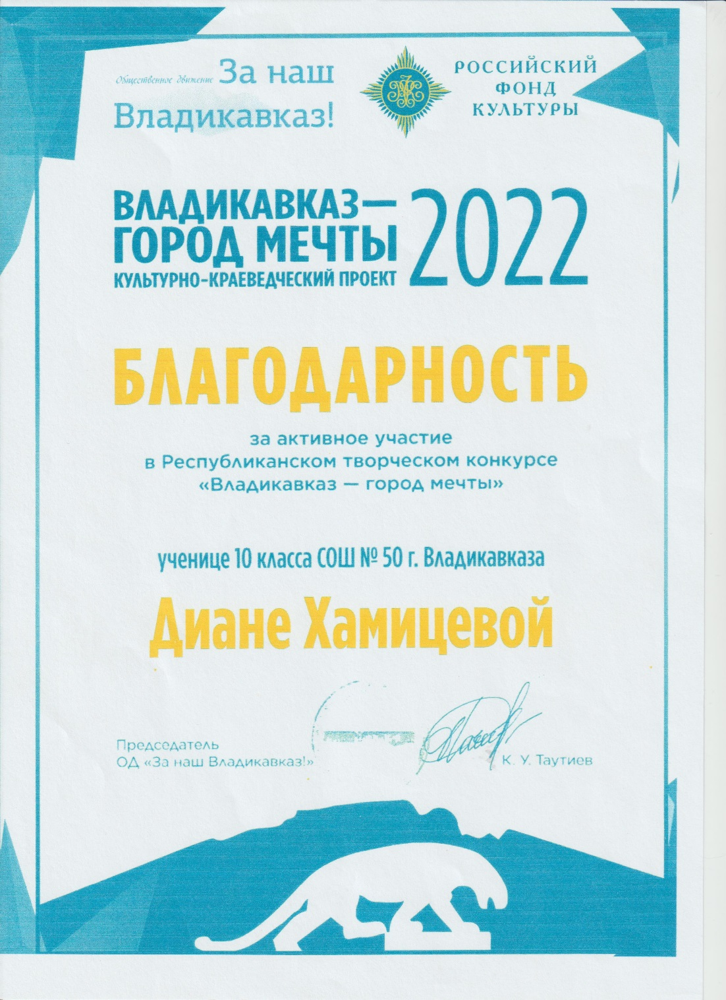 Общественное движение За наш
Владикавказ!
РОССИЙСКИЙ
ФОНД
КУЛЬТУРЫ
ВЛАДИКАВКАЗ—
ГОРОД МЕЧТЫ
КУЛЬТУРНО-КРАЕВЕДЧЕСКИЙ ПРОЕКТ
2022
БЛАГОДАРНОСТЬ
за активное участие
в Республиканском творческом конкурсе
«Владикавказ — город мечты»
ученице 10 класса СОШ № 50 г. Владикавказа
Диане Хамицевой
Председатель
ОД «За наш Владикавказ!»
К. У. Таутиев